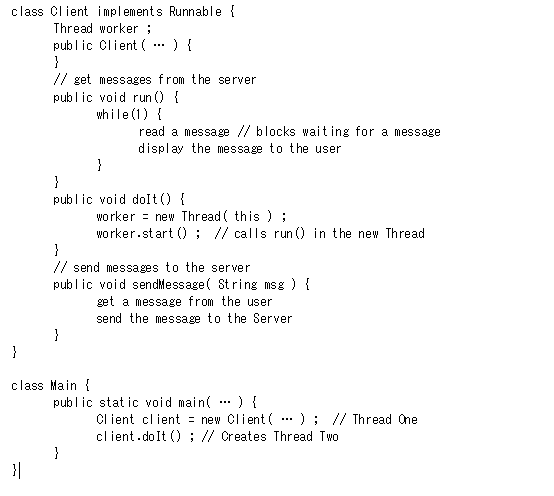 class Client implements Runnable {
Thread worker ;
public Client( … ) {
}
// get messages from the server
public void run() {
while(1) {
read a message // blocks waiting for a message
display the message to the user
}
}
public void doIt() {
worker = new Thread( this ) ;
worker.start() ; // calls run() in the new Thread
}
// send messages to the server
public void sendMessage( String msg ) {
get a message from the user
send the message to the Server
}
}
class Main {
public static void main( … ) {
Client client = new Client( … ) ; // Thread One
client.doIt() ; // Creates Thread Two
}
}